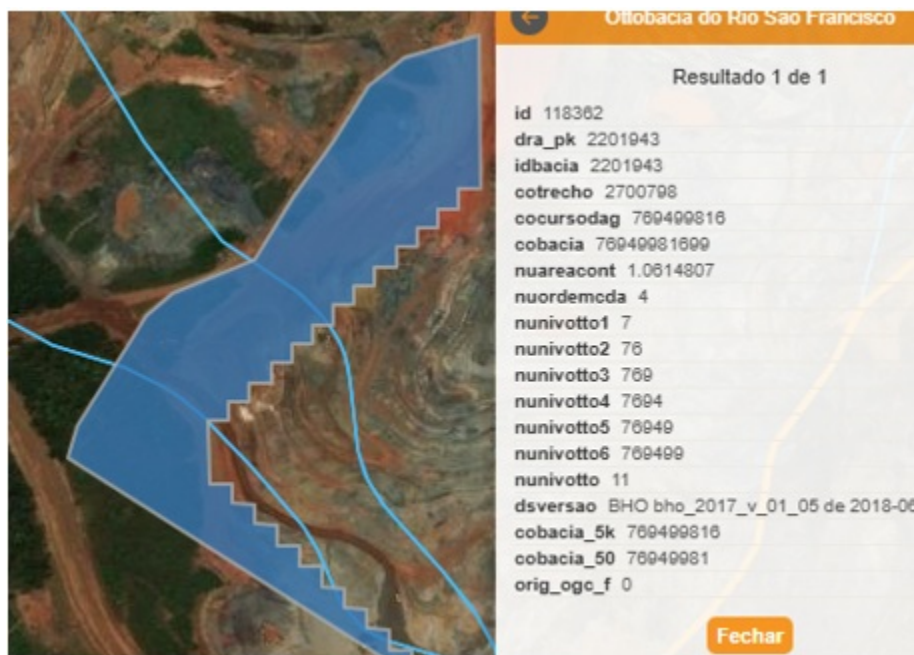 Ottobacia do Rio São Francisco
Resultado 1 de 1
id 118362
dra_pk 2201943
idbacia 2201943
cotrecho 2700798
cocursodag 769499816
cobacia 76949981699
nuareacont 1.0614807
nuordemcda 4
nunivotto1 7
nunivotto2 76
nunivotto3 769
nunivotto4 7694
nunivotto5 76949
nunivotto6 769499
nunivotto 11
dsversao BHO bho_2017_v_01_05 de 2018-06
cobacia_5k 769499816
cobacia_50 76949981
orig_ogc_f 0
Fechar